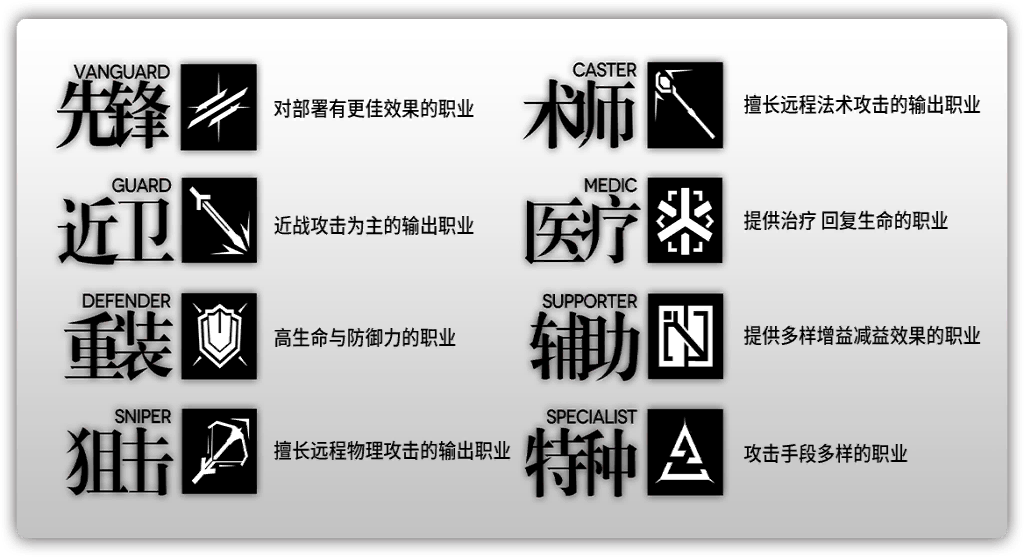 VANGUARD
先锋
对部署有更佳效果的职业
GUARD
近卫
近战攻击为主的输出职业
DEFENDER
重装
高生命与防御力的职业
SNIPER
狙击
擅长远程物理攻击的输出职业
CASTER
术师
擅长远程法术攻击的输出职业
MEDIC
医疗
提供治疗 回复生命的职业
SUPPORTER
辅助
提供多样增益减益效果的职业
SPECIALIST
特种
攻击手段多样的职业